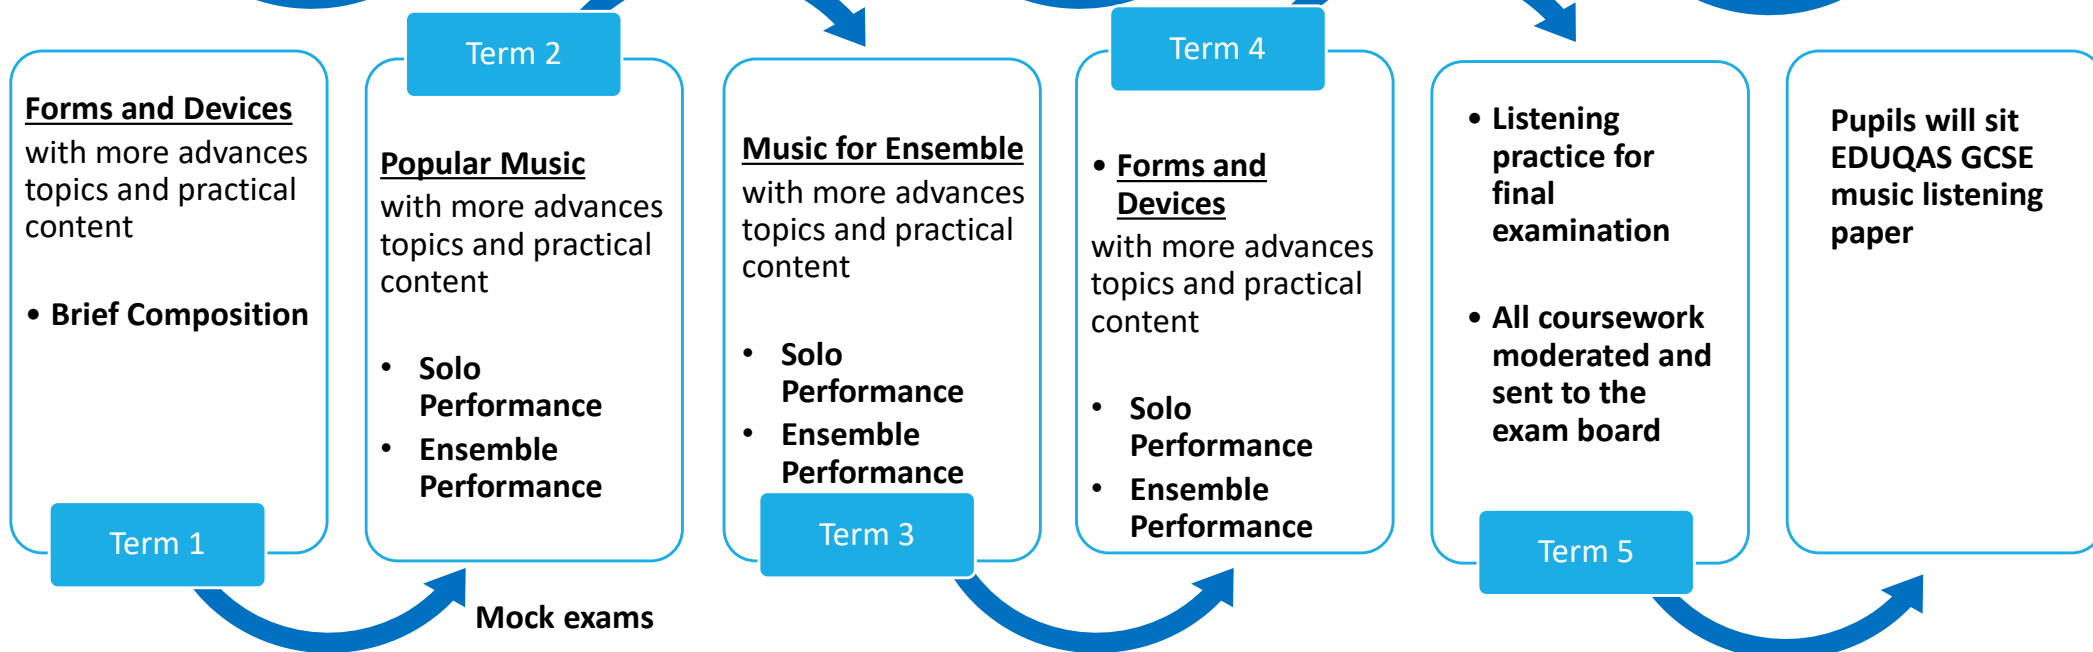 Forms and Devices
with more advances
topics and practical
content
• Brief Composition
Term 1
Term 2
Popular Music
with more advances
topics and practical
content
• Solo
Performance
• Ensemble
Performance
Mock exams
Music for Ensemble
with more advances
topics and practical
content
• Solo
Performance
• Ensemble
Performance
Term 3
Term 4
• Forms and
Devices
with more advances
topics and practical
content
• Solo
Performance
• Ensemble
Performance
• Listening
practice for
final
examination
• All coursework
moderated and
sent to the
exam board
Term 5
Pupils will sit
EDUQAS GCSE
music listening
paper